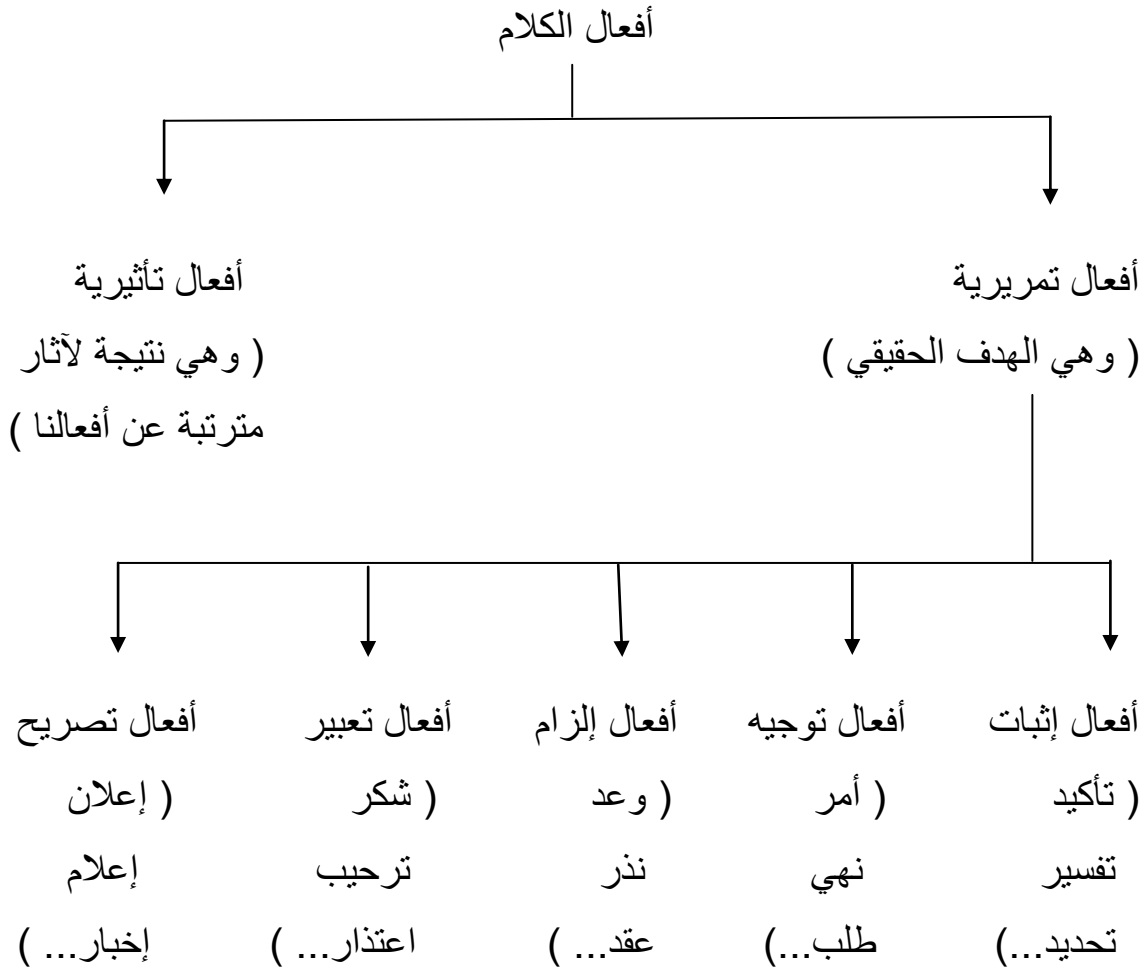 أفعال الكلام
أفعال تمريرية أفعال تأثيرية
( وهي الهدف الحقيقي ) ( وهي نتيجة لآثار
مترتبة عن أفعالنا )
أفعال إثبات أفعال توجيه أفعال إلزام أفعال تعبير أفعال تصريح
( تأكيد ( أمر ( وعد ( شكر ( إعلان
تفسير نهي نذر ترحيب إعلام
تحديد...) طلب...) عقد... ) اعتذار... ) إخبار... )